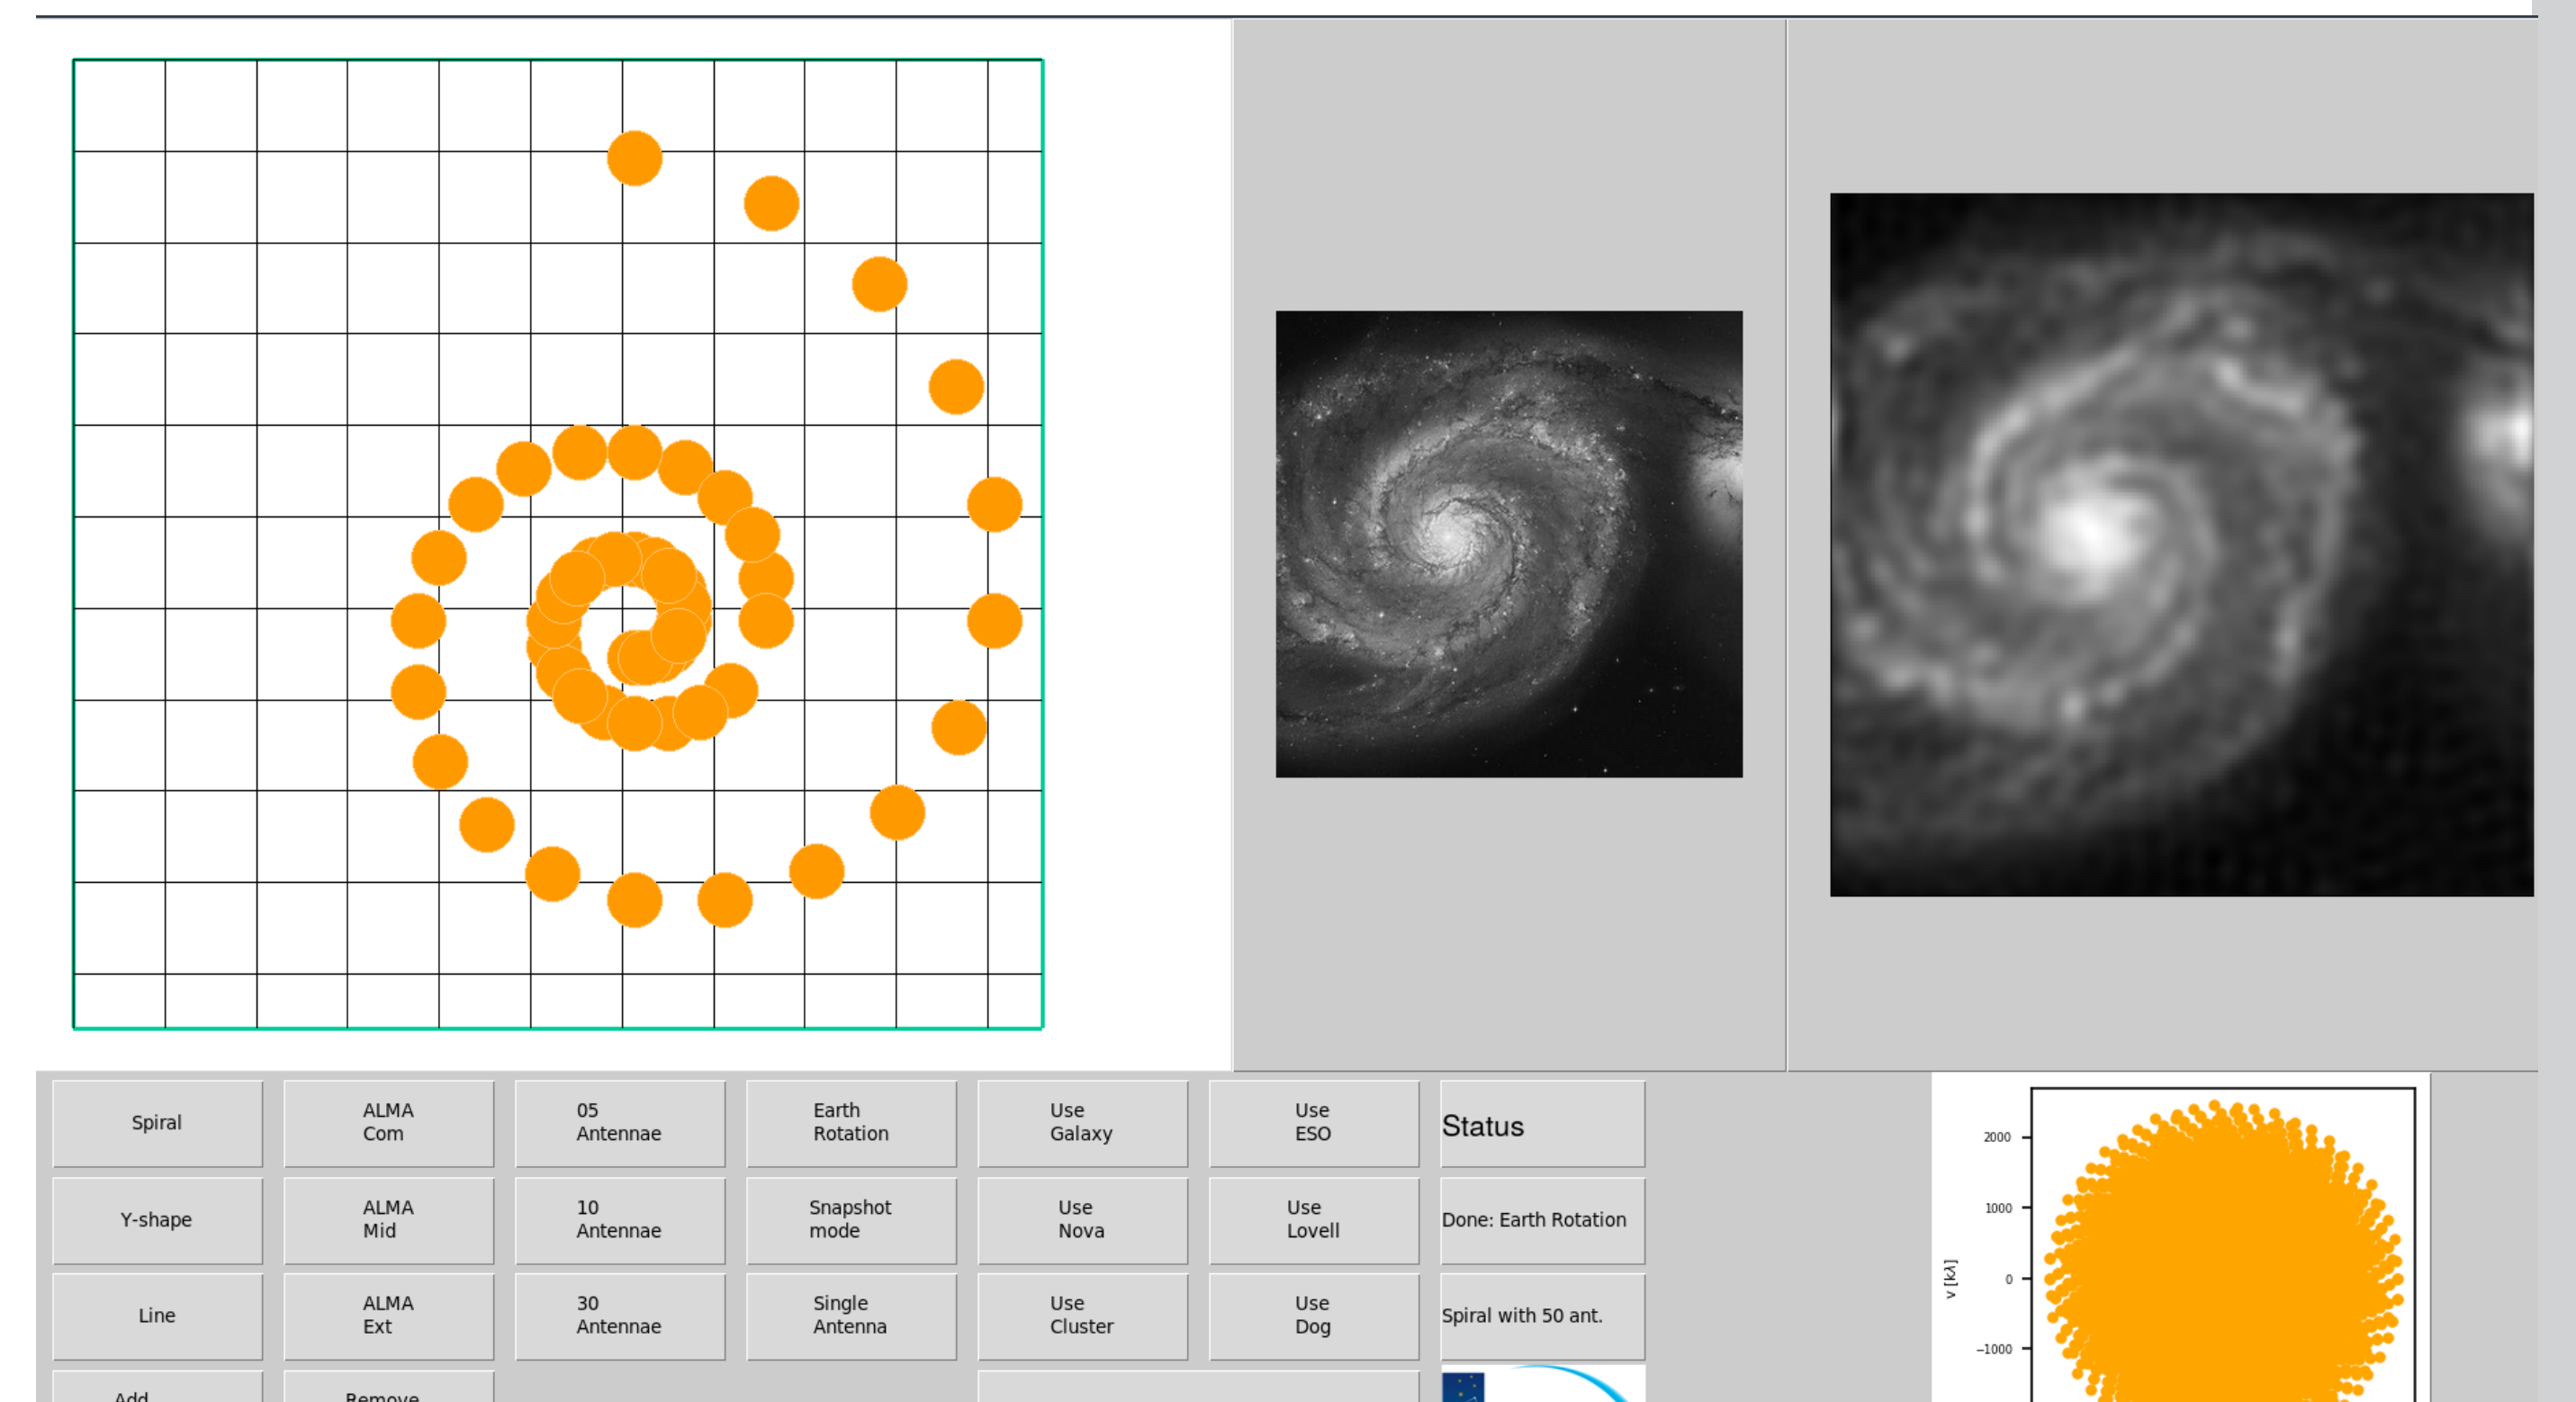 Spiral
ALMA
Com
05
Antennae
Earth
Rotation
Use
Galaxy
Use
ESO
Status
Y-shape
ALMA
Mid
10
Antennae
Snapshot
mode
Use
Nova
Use
Lovell
Done: Earth Rotation
Line
ALMA
Ext
30
Antennae
Single
Antenna
Use
Cluster
Use
Dog
Spiral with 50 ant.
Add
Remove
2000
1000
0
−1000
v [kλ]